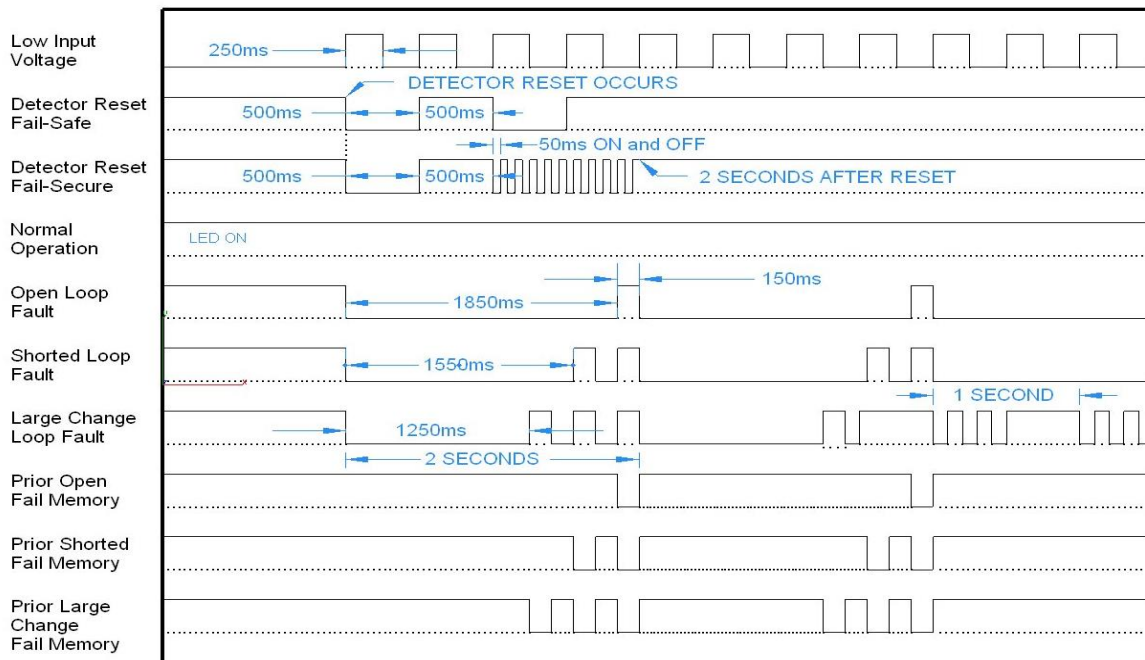 Low Input
Voltage
250ms
DETECTOR RESET OCCURS
Detector Reset
Fail-Safe
500ms
500ms
50ms ON and OFF
Detector Reset
Fail-Secure
500ms
500ms
2 SECONDS AFTER RESET
Normal
Operation
LED ON
Open Loop
Fault
1850ms
150ms
Shorted Loop
Fault
1550ms
1 SECOND
Large Change
Loop Fault
1250ms
2 SECONDS
Prior Open
Fail Memory
Prior Shorted
Fail Memory
Prior Large
Change
Fail Memory